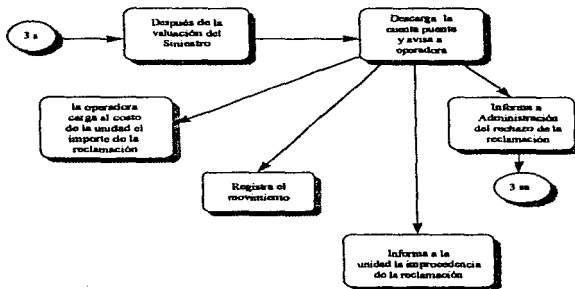 3 a
Después de la
valuación del
Siniestro
Descarga la
cuenta puente
y avisa a
operadora
la operadora
carga al costo
de la unidad el
importe de la
reclamación
Registra el
movimiento
Informa a la
unidad la improcedencia
de la reclamación
Informa a
Administración
del rechazo de la
reclamación
3 aa